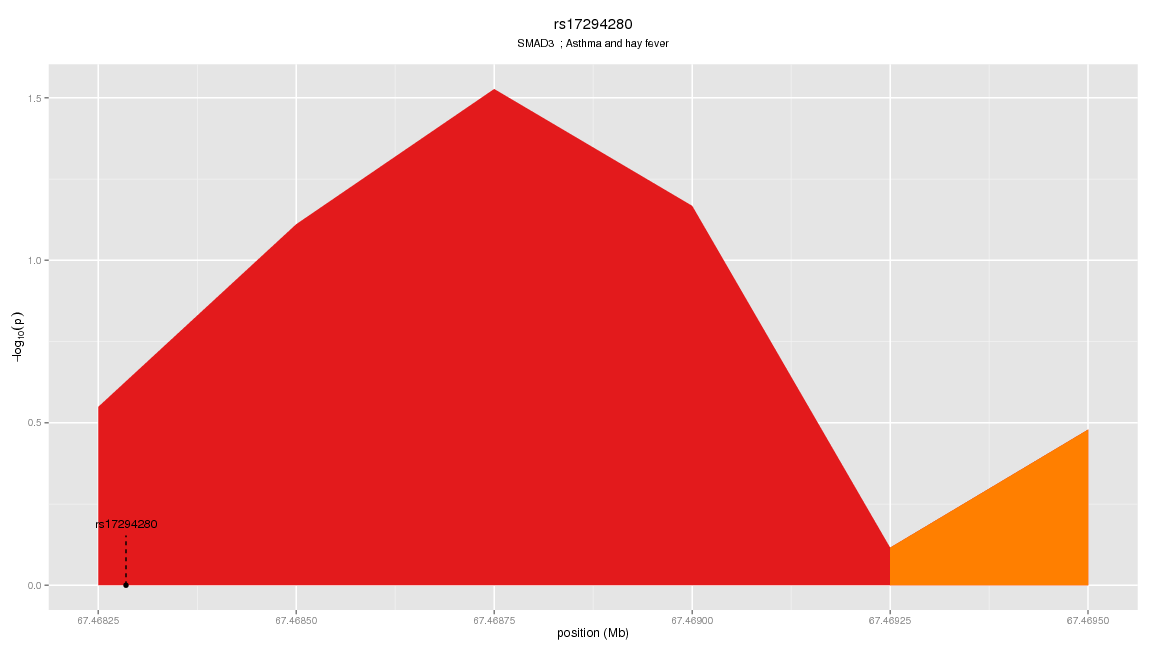 rs17294280
SMAD3 ; Asthma and hay fever
1.5
1.0
0.5
0.0
−log10(p)
rs17294280
67.46825 67.46850 67.46875 67.46900 67.46925 67.46950
position (Mb)